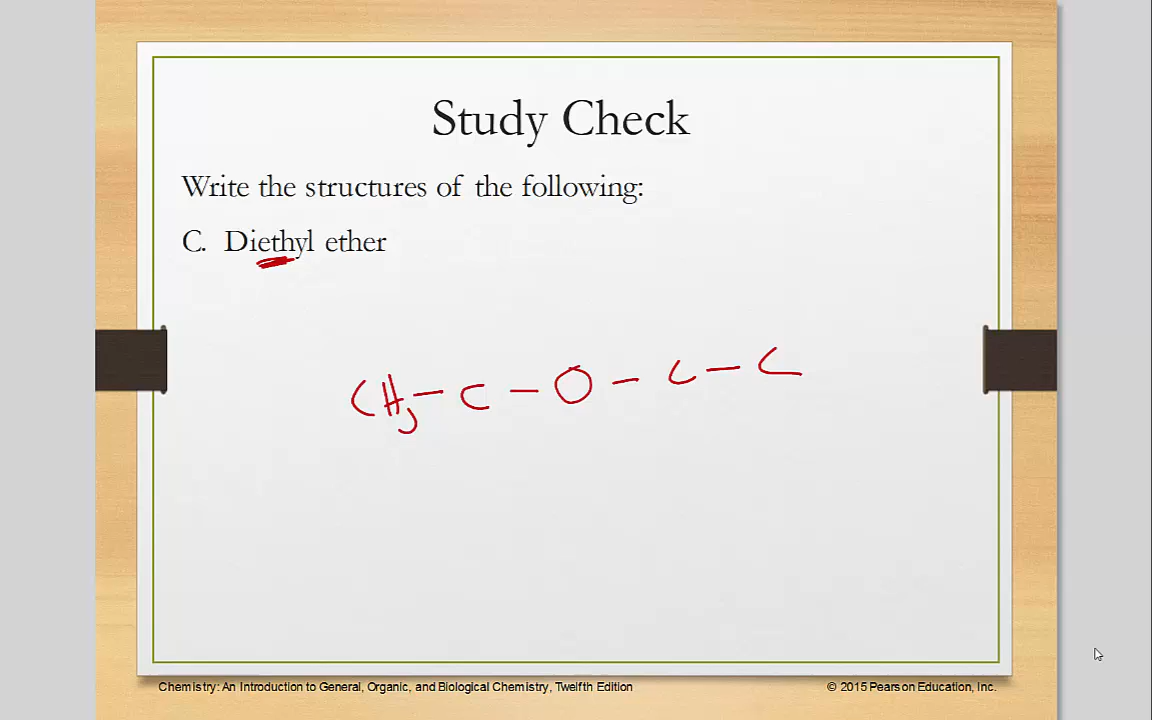 Study Check
Write the structures of the following:
C. Diethyl ether
CH3 - C - O - C - C
Chemistry: An Introduction to General, Organic, and Biological Chemistry, Twelfth Edition
© 2015 Pearson Education, Inc.